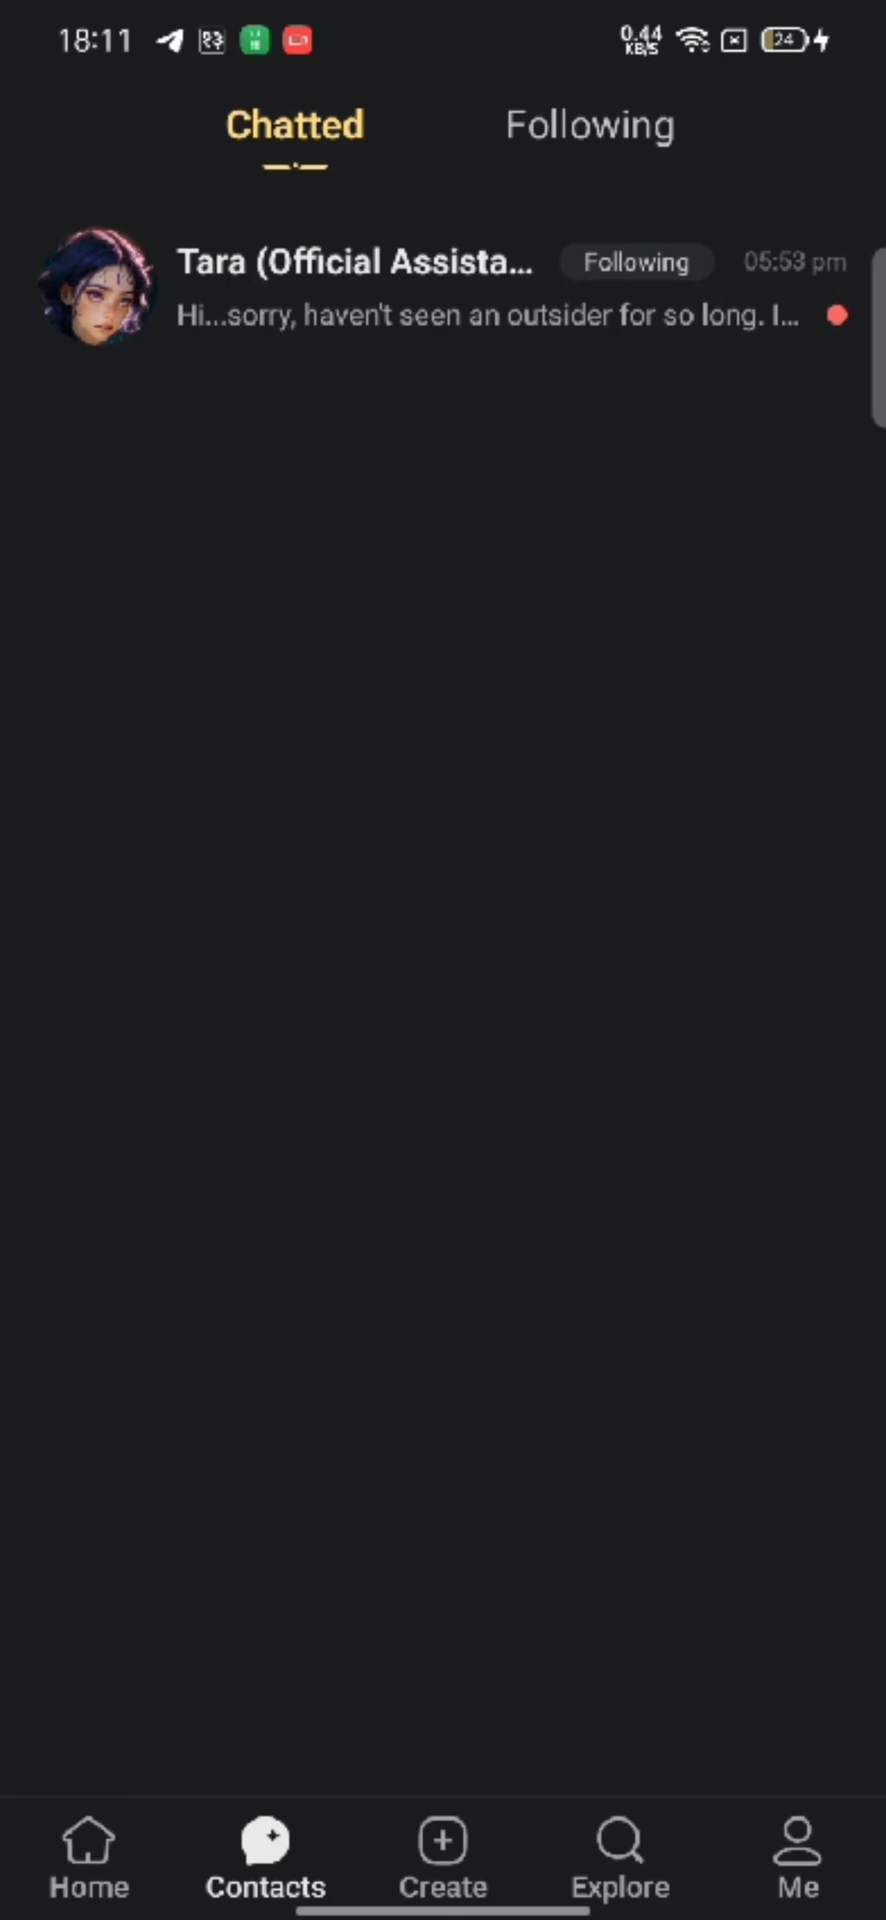 18:11 0.44 KB/S 24
Chatted Following
Tara (Official Assista... Following 05:53 pm
Hi...sorry, haven't seen an outsider for so long. I...
Home Contacts Create Explore Me